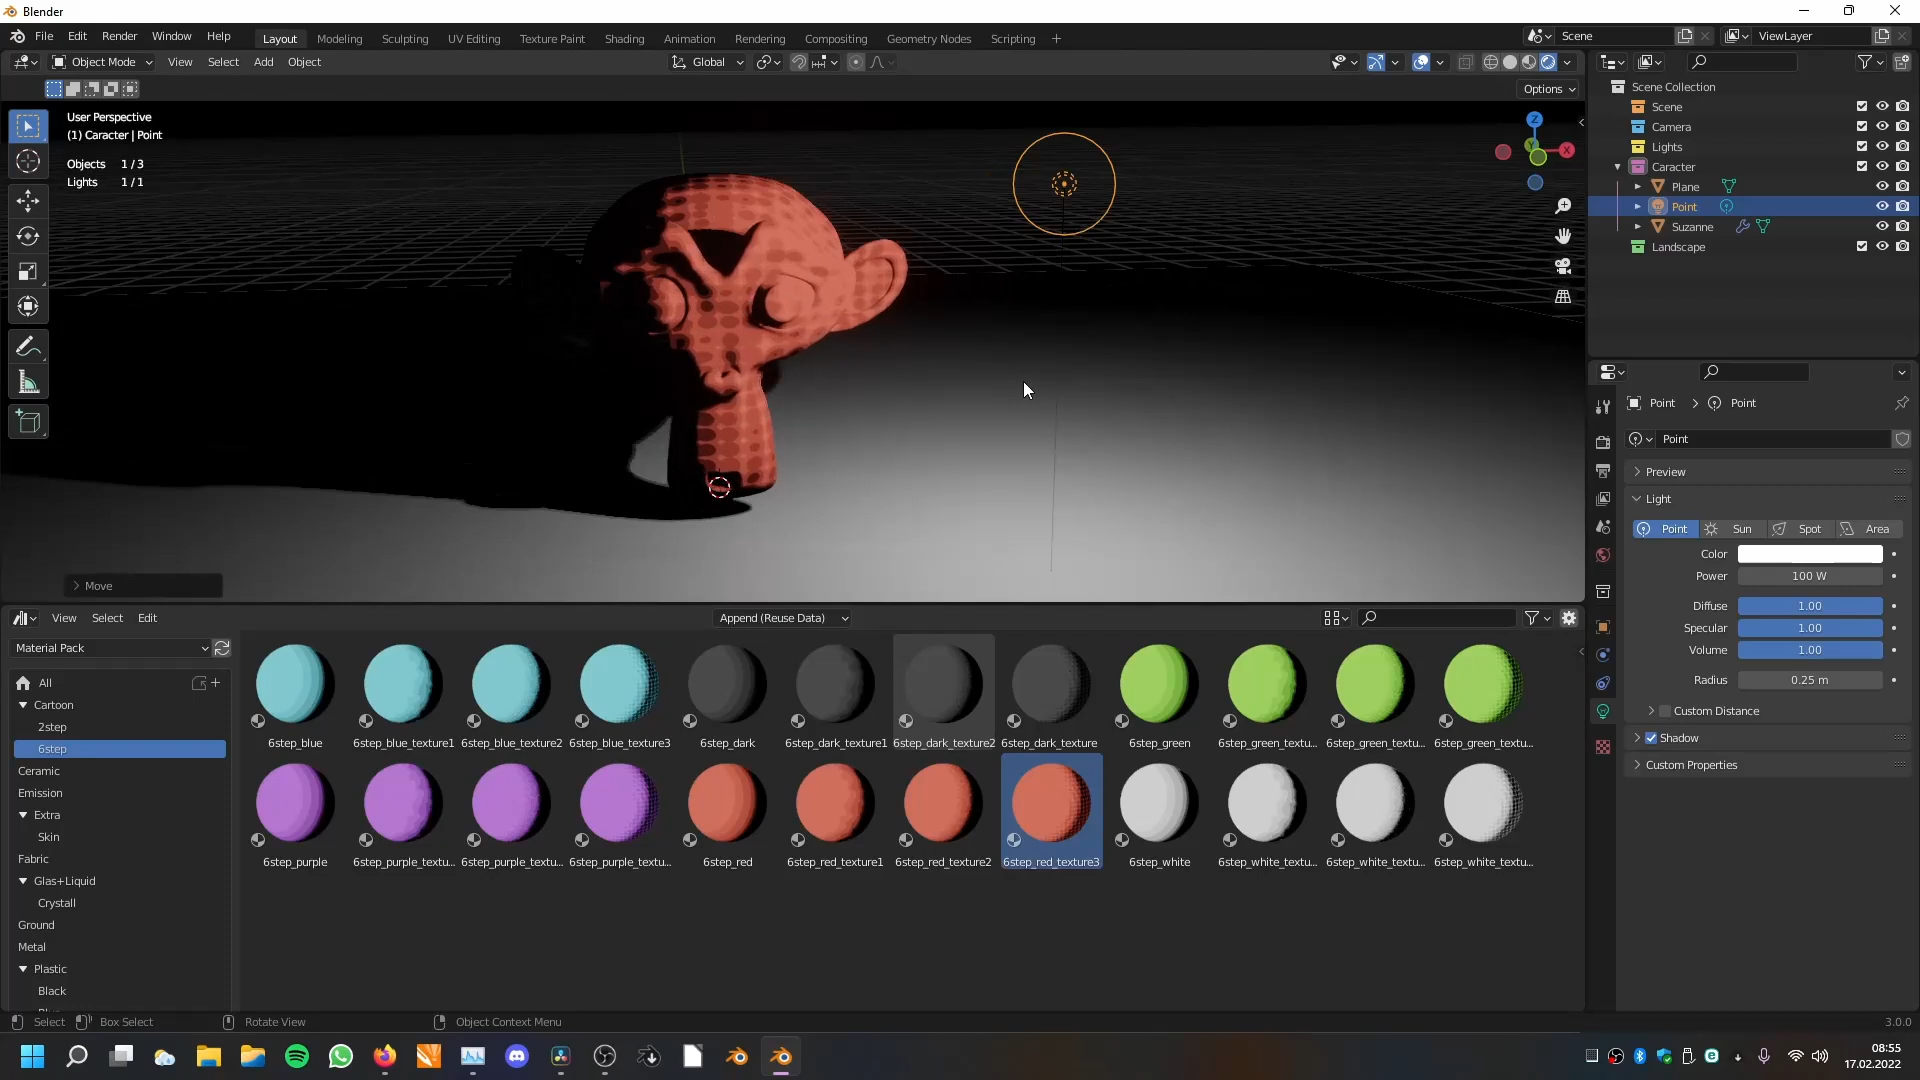 Blender
File Edit Render Window Help Layout Modeling Sculpting UV Editing Texture Paint Shading Animation Rendering Compositing Geometry Nodes Scripting + Scene ViewLayer
Object Mode View Select Add Object Global
Options
User Perspective
(1) Caracter | Point
Objects 1/3
Lights 1/1
Z
Y
X
Move
Scene Collection
Scene
Camera
Lights
Caracter
Plane
Point
Suzanne
Landscape
Point > Point
Point
Preview
Light
Point Sun Spot Area
Color
Power 100 W
Diffuse 1.00
Specular 1.00
Volume 1.00
Radius 0.25 m
Custom Distance
Shadow
Custom Properties
View Select Edit Append (Reuse Data)
Material Pack
All
Cartoon
2step
6step
Ceramic
Emission
Extra
Skin
Fabric
Glas+Liquid
Crystall
Ground
Metal
Plastic
Black
6step_blue 6step_blue_texture1 6step_blue_texture2 6step_blue_texture3 6step_dark 6step_dark_texture1 6step_dark_texture2 6step_dark_texture 6step_green 6step_green_textu... 6step_green_textu... 6step_green_textu...
6step_purple 6step_purple_textu... 6step_purple_textu... 6step_purple_textu... 6step_red 6step_red_texture1 6step_red_texture2 6step_red_texture3 6step_white 6step_white_textu... 6step_white_textu... 6step_white_textu...
Select Box Select Rotate View Object Context Menu 3.0.0
08:55
17.02.2022